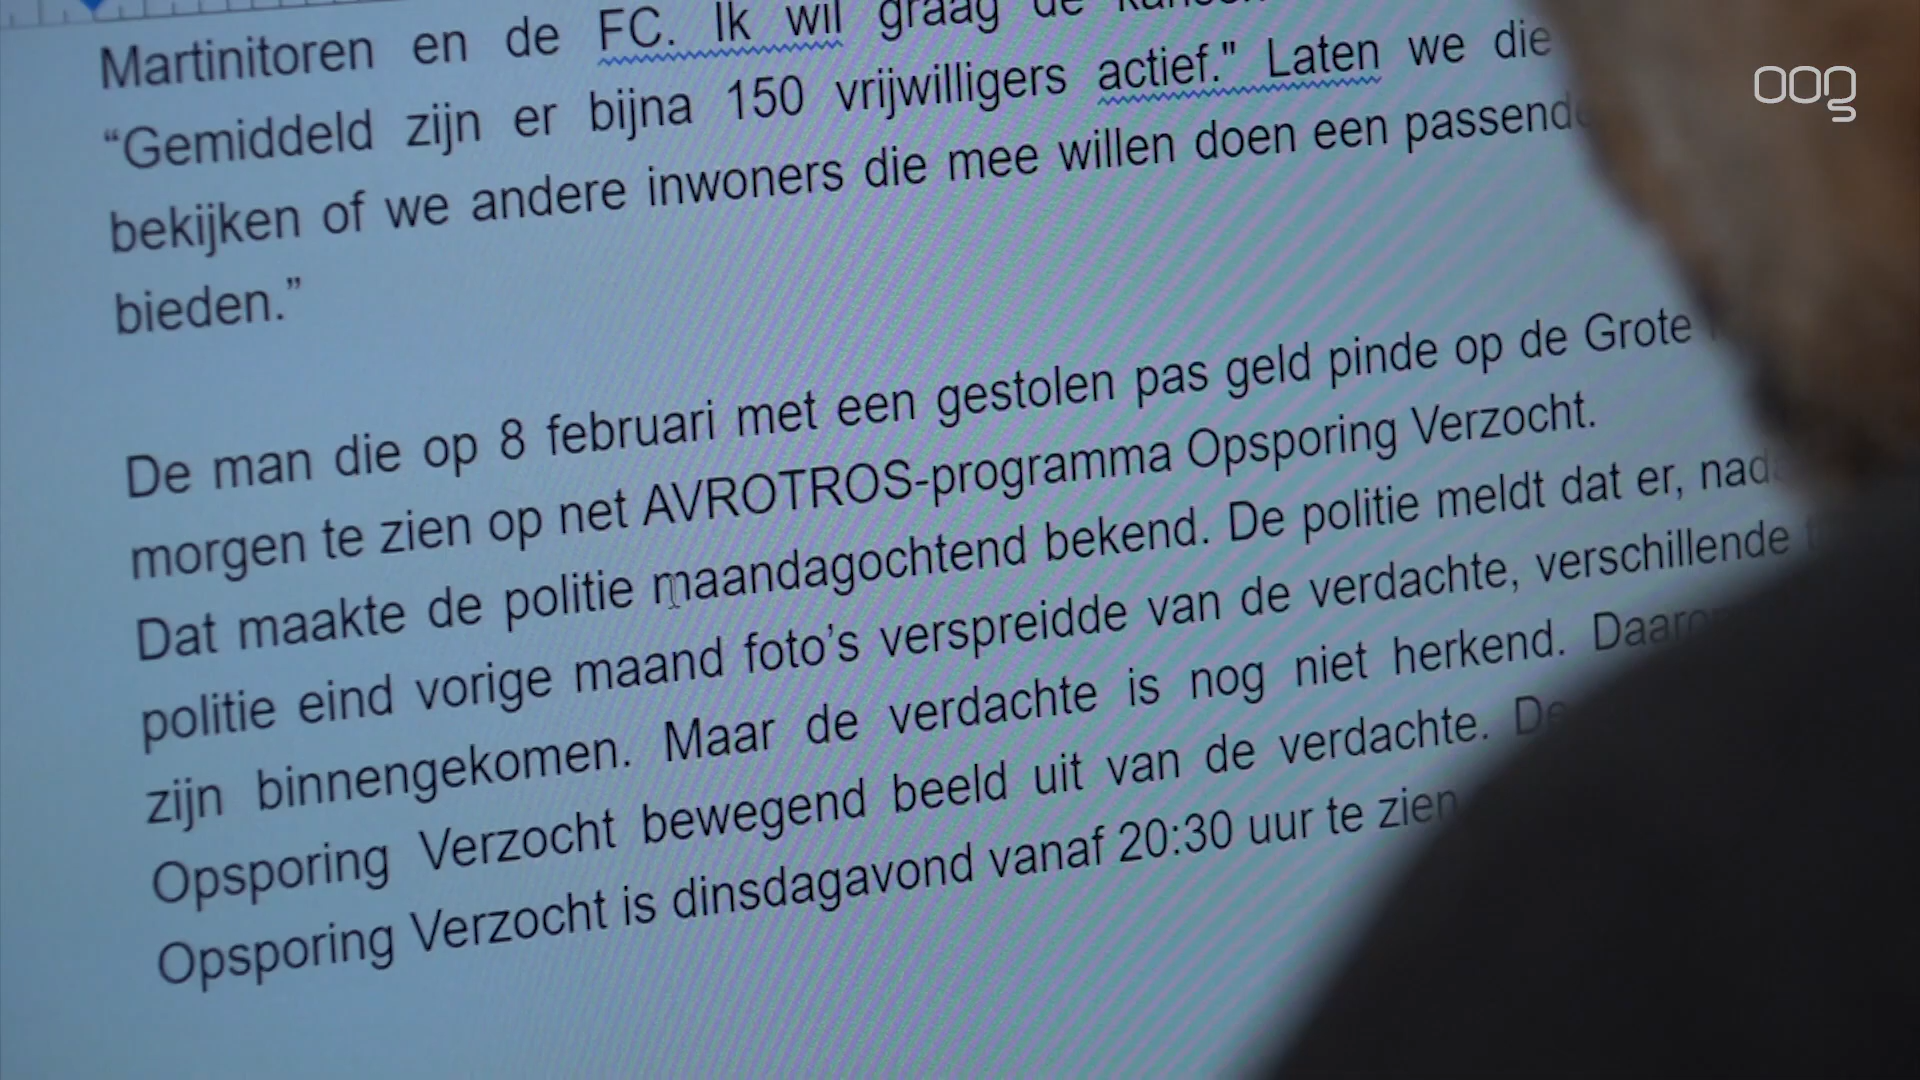 oog
Martinitoren en de FC. Ik wil graag de
“Gemiddeld zijn er bijna 150 vrijwilligers actief." Laten we die
bekijken of we andere inwoners die mee willen doen een passende
bieden.”
De man die op 8 februari met een gestolen pas geld pinde op de Grote
morgen te zien op net AVROTROS-programma Opsporing Verzocht.
Dat maakte de politie maandagochtend bekend. De politie meldt dat er,
politie eind vorige maand foto’s verspreidde van de verdachte, verschillende
zijn binnengekomen. Maar de verdachte is nog niet herkend.
Opsporing Verzocht bewegend beeld uit van de verdachte. De
Opsporing Verzocht is dinsdagavond vanaf 20:30 uur te zien